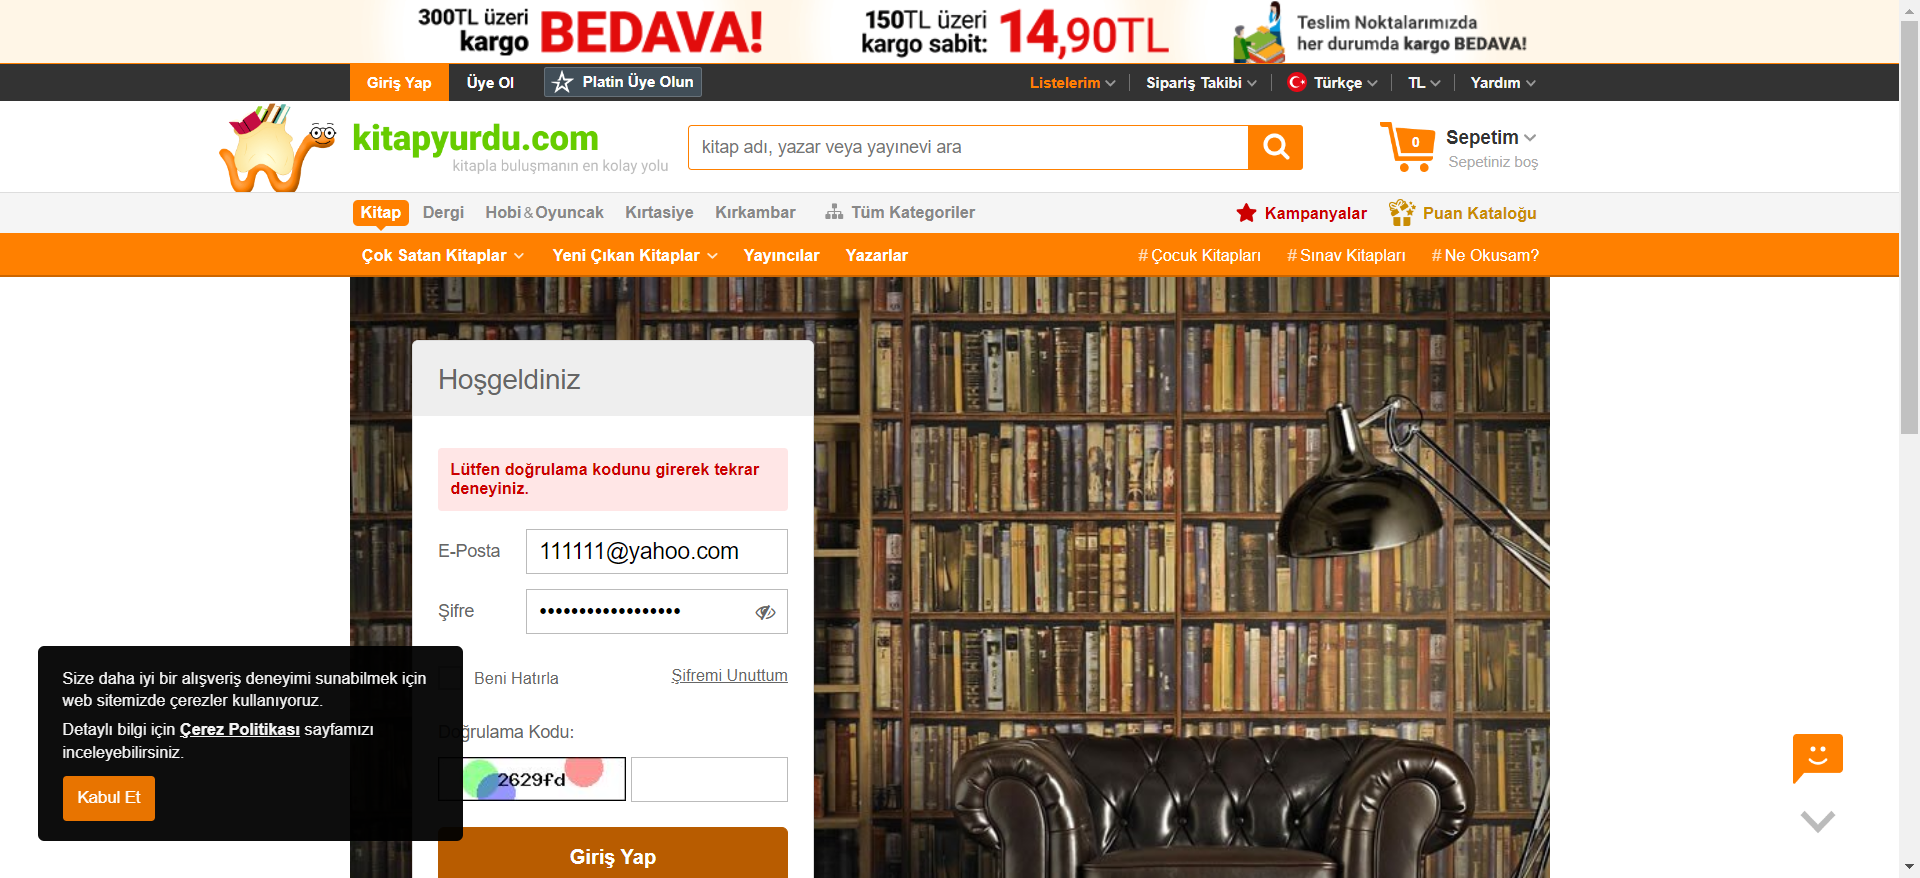 300TL üzeri kargo BEDAVA!
150TL üzeri kargo sabit: 14,90TL
Teslim Noktalarımızda
her durumda kargo BEDAVA!
Giriş Yap
Üye Ol
Platin Üye Olun
Listelerim
Sipariş Takibi
Türkçe
TL
Yardım
kitapyurdu.com
kitapla buluşmanın en kolay yolu
kitap adı, yazar veya yayınevi ara
0
Sepetim
Sepetiniz boş
Kitap
Dergi
Hobi & Oyuncak
Kırtasiye
Kırkambar
Tüm Kategoriler
Kampanyalar
Puan Kataloğu
Çok Satan Kitaplar
Yeni Çıkan Kitaplar
Yayıncılar
Yazarlar
# Çocuk Kitapları
# Sınav Kitapları
# Ne Okusam?
Hoşgeldiniz
Lütfen doğrulama kodunu girerek tekrar
deneyiniz.
E-Posta
111111@yahoo.com
Şifre
••••••••••••••••••
Beni Hatırla
Şifremi Unuttum
Doğrulama Kodu:
2629fd
Giriş Yap
Size daha iyi bir alışveriş deneyimi sunabilmek için
web sitemizde çerezler kullanıyoruz.
Detaylı bilgi için Çerez Politikası sayfamızı
inceleyebilirsiniz.
Kabul Et